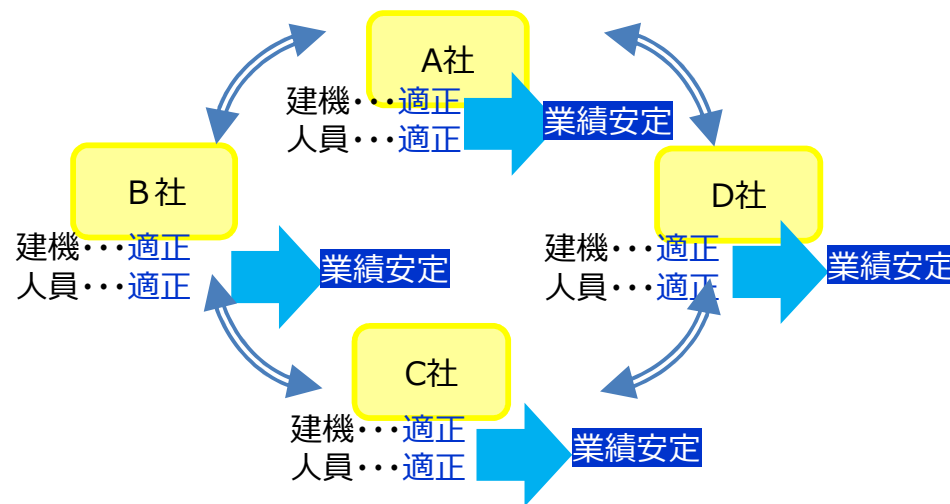 A社
建機・・・適正
人員・・・適正
業績安定
B社
建機・・・適正
人員・・・適正
業績安定
D社
建機・・・適正
人員・・・適正
業績安定
C社
建機・・・適正
人員・・・適正
業績安定